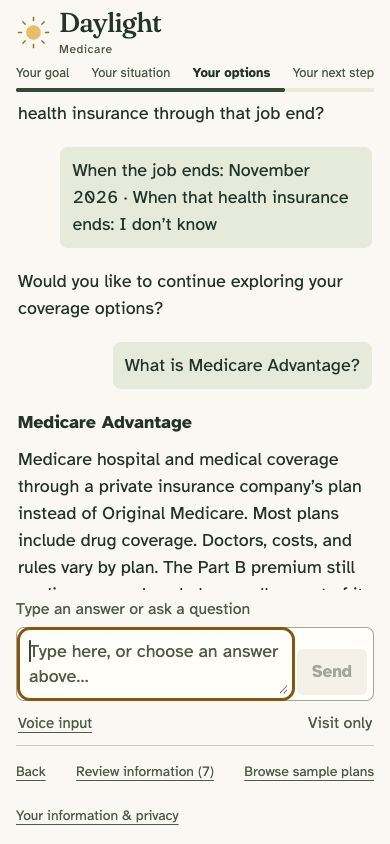 Daylight
Medicare
Your goal
Your situation
Your options
Your next step
health insurance through that job end?
When the job ends: November
2026 · When that health insurance
ends: I don’t know
Would you like to continue exploring your
coverage options?
What is Medicare Advantage?
Medicare Advantage
Medicare hospital and medical coverage
through a private insurance company’s plan
instead of Original Medicare. Most plans
include drug coverage. Doctors, costs, and
rules vary by plan. The Part B premium still
Type an answer or ask a question
Type here, or choose an answer
above...
Send
Voice input
Visit only
Back
Review information (7)
Browse sample plans
Your information & privacy